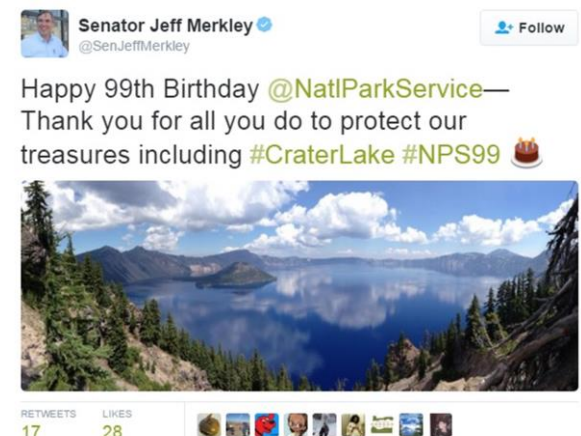 Senator Jeff Merkley
@SenJeffMerkley
Follow
Happy 99th Birthday @NatlParkService—
Thank you for all you do to protect our
treasures including #CraterLake #NPS99 🎂
RETWEETS
17
LIKES
28